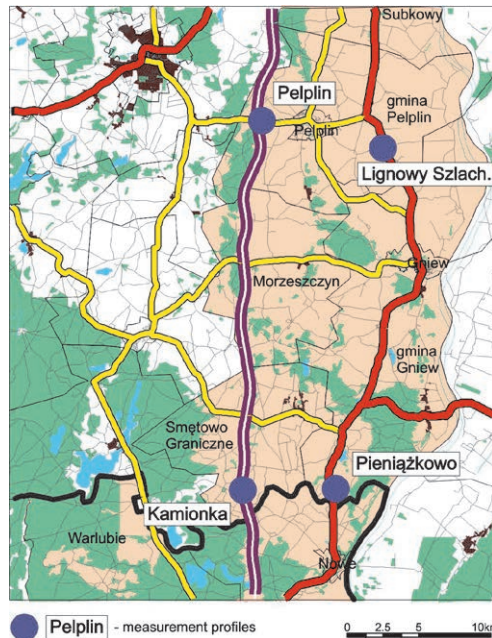 Subkowy
Pelplin
gmina
Pelplin
Pelplin
Lignowy Szlach.
Gniew
Morzeszczyn
gmina
Gniew
Smętowo
Graniczne
Pieniążkowo
Kamionka
Warlubie
Nowe
Pelplin - measurement profiles
0 2.5 5 10km